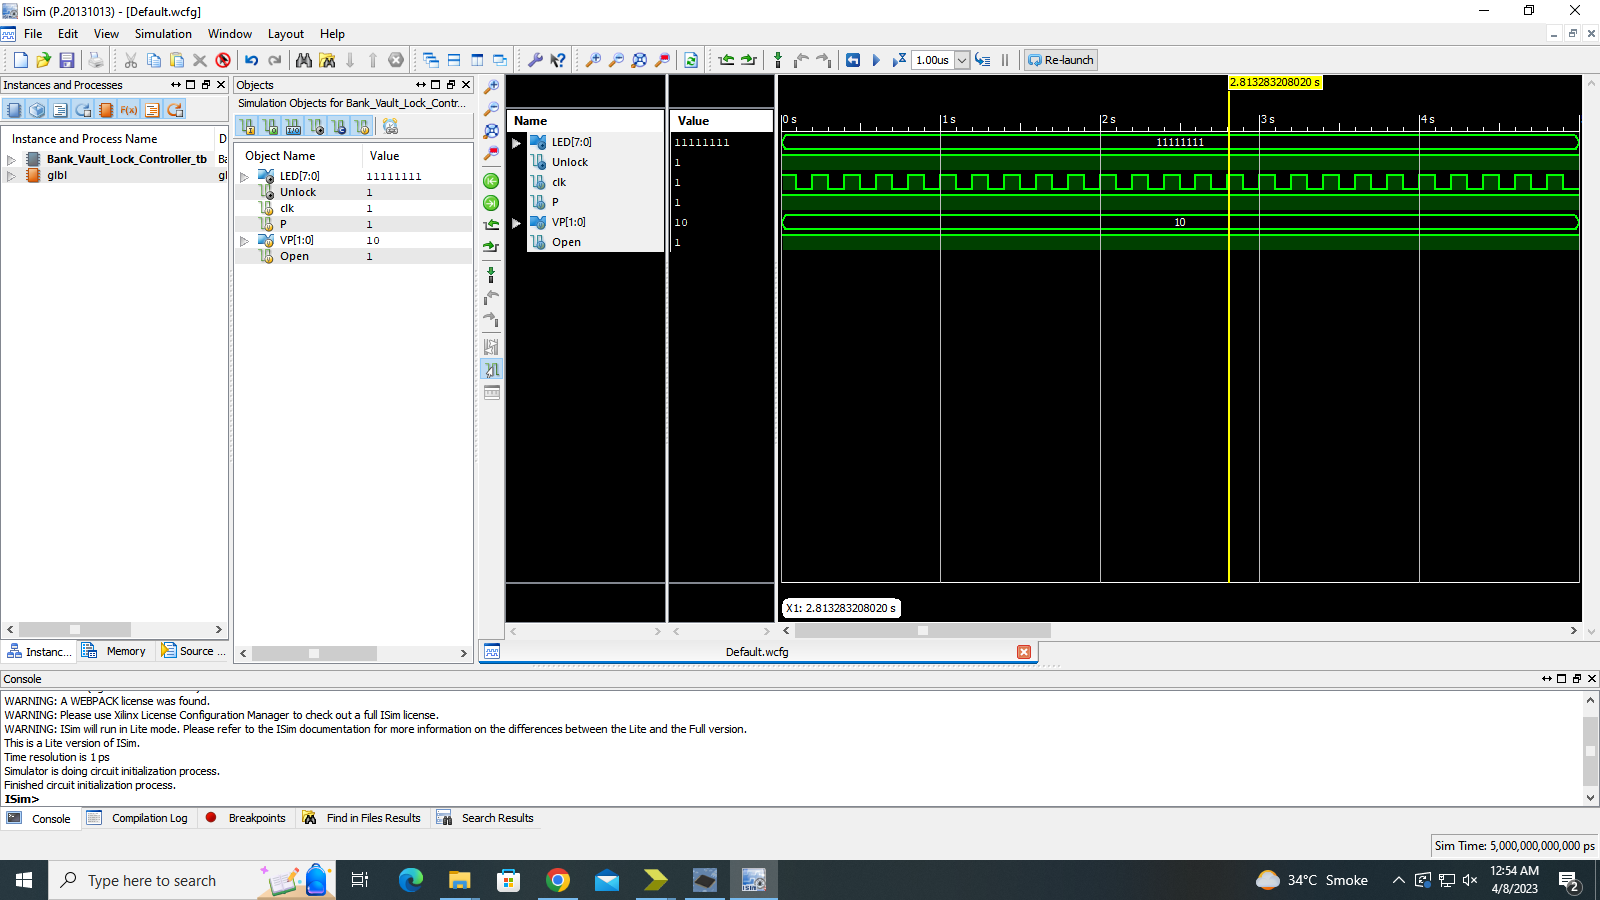 ISim (P.20131013) - [Default.wcfg]
File Edit View Simulation Window Layout Help
1.00us
Re-launch
Instances and Processes
Instance and Process Name
Bank_Vault_Lock_Controller_tb
glbl
Instanc...
Memory
Source ...
Objects
Simulation Objects for Bank_Vault_Lock_Contr...
Object Name Value
LED[7:0] 11111111
Unlock 1
clk 1
P 1
VP[1:0] 10
Open 1
Name Value
LED[7:0] 11111111
Unlock 1
clk 1
P 1
VP[1:0] 10
Open 1
2.813283208020 s
0 s 1 s 2 s 3 s 4 s
11111111
10
X1: 2.813283208020 s
Default.wcfg
Console
WARNING: A WEBPACK license was found.
WARNING: Please use Xilinx License Configuration Manager to check out a full ISim license.
WARNING: ISim will run in Lite mode. Please refer to the ISim documentation for more information on the differences between the Lite and the Full version.
This is a Lite version of ISim.
Time resolution is 1 ps
Simulator is doing circuit initialization process.
Finished circuit initialization process.
ISim>
Console Compilation Log Breakpoints Find in Files Results Search Results
Sim Time: 5,000,000,000,000 ps
Type here to search
34°C Smoke
12:54 AM
4/8/2023
2